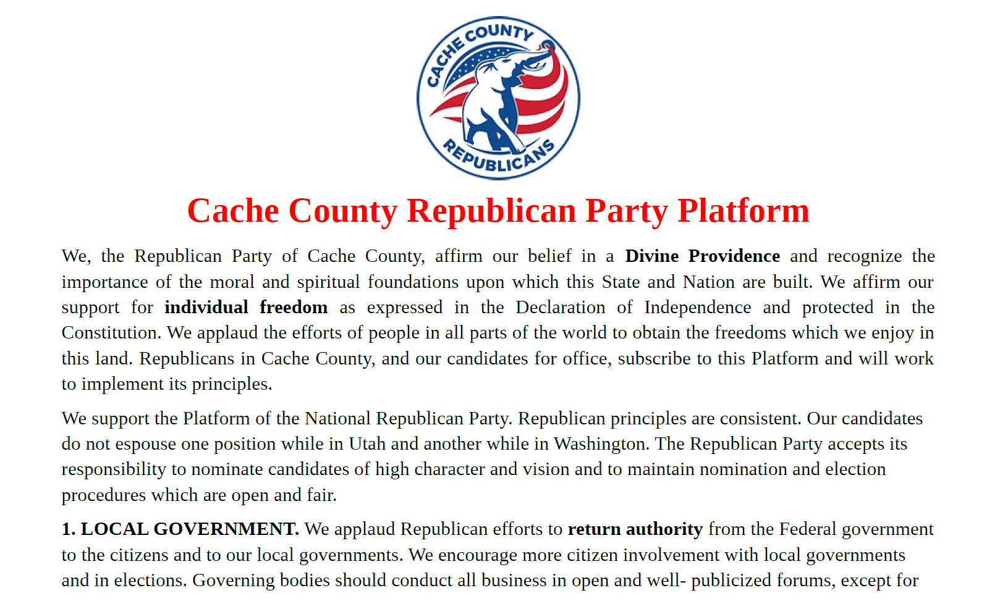 CACHE COUNTY
REPUBLICANS
Cache County Republican Party Platform
We, the Republican Party of Cache County, affirm our belief in a Divine Providence and recognize the
importance of the moral and spiritual foundations upon which this State and Nation are built. We affirm our
support for individual freedom as expressed in the Declaration of Independence and protected in the
Constitution. We applaud the efforts of people in all parts of the world to obtain the freedoms which we enjoy in
this land. Republicans in Cache County, and our candidates for office, subscribe to this Platform and will work
to implement its principles.
We support the Platform of the National Republican Party. Republican principles are consistent. Our candidates
do not espouse one position while in Utah and another while in Washington. The Republican Party accepts its
responsibility to nominate candidates of high character and vision and to maintain nomination and election
procedures which are open and fair.
1. LOCAL GOVERNMENT. We applaud Republican efforts to return authority from the Federal government
to the citizens and to our local governments. We encourage more citizen involvement with local governments
and in elections. Governing bodies should conduct all business in open and well- publicized forums, except for